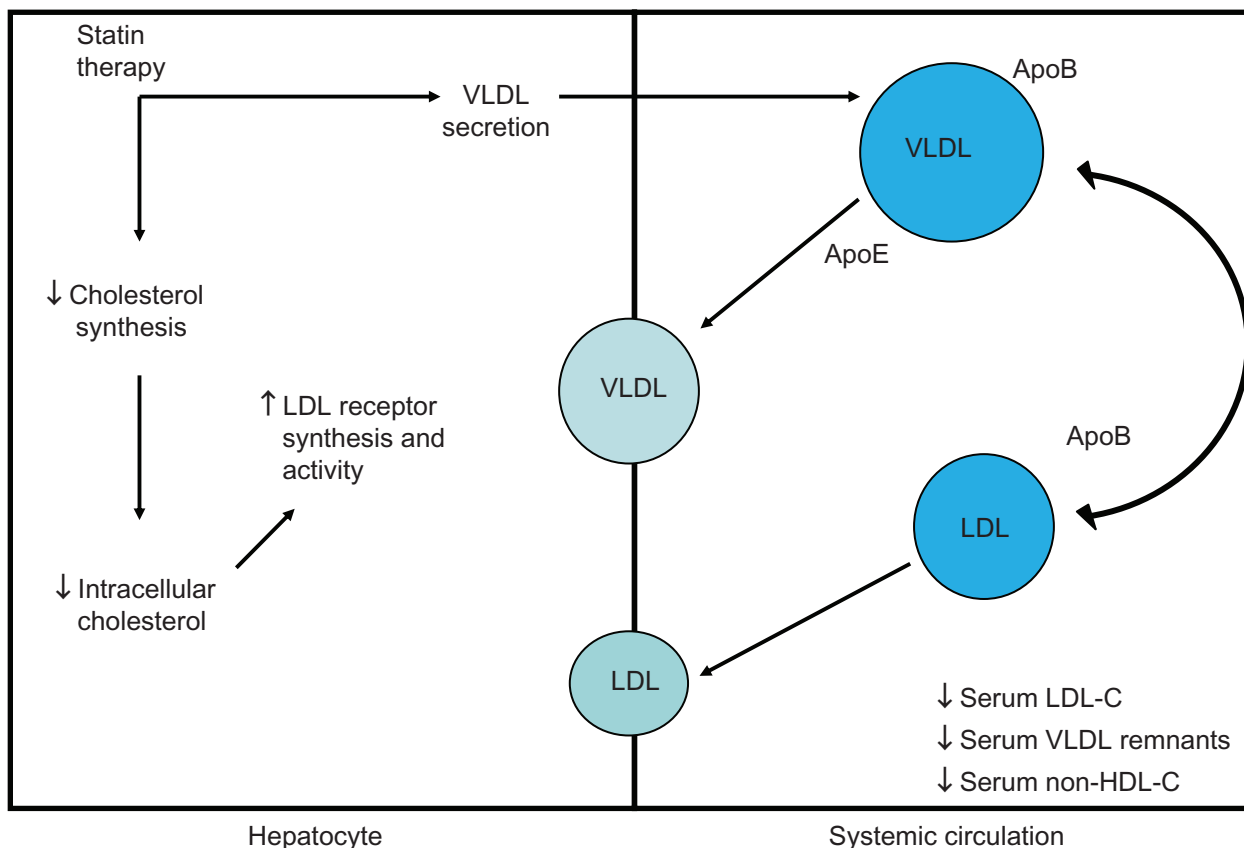 Statin
therapy
VLDL
secretion
↓ Cholesterol
synthesis
↑ LDL receptor
synthesis and
activity
↓ Intracellular
cholesterol
ApoB
VLDL
ApoE
VLDL
ApoB
LDL
LDL
↓ Serum LDL-C
↓ Serum VLDL remnants
↓ Serum non-HDL-C
Hepatocyte
Systemic circulation